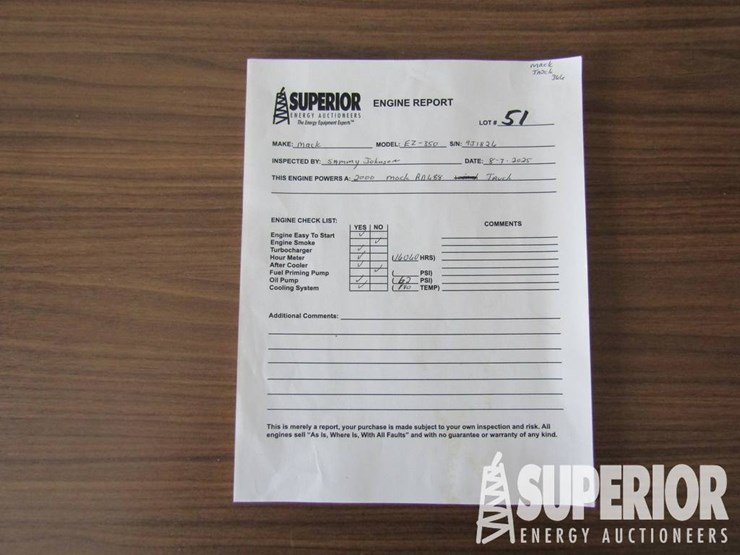 Mack
Truck
366
SUPERIOR
ENERGY AUCTIONEERS
The Energy Equipment Experts™
ENGINE REPORT
LOT # 51
MAKE: Mack MODEL: E7-350 S/N: 9J1826
INSPECTED BY: Sammy Johnson DATE: 8-7-2025
THIS ENGINE POWERS A: 2000 Mack RD688 Truck
ENGINE CHECK LIST:
YES NO
COMMENTS
Engine Easy To Start ✓
Engine Smoke ✓
Turbocharger ✓
Hour Meter ✓ (16060 HRS)
After Cooler ✓
Fuel Priming Pump ✓ ( PSI)
Oil Pump ✓ (62 PSI)
Cooling System ✓ (180 TEMP)
Additional Comments:
This is merely a report, your purchase is made subject to your own inspection and risk. All
engines sell "As Is, Where Is, With All Faults" and with no guarantee or warranty of any kind.
SUPERIOR
ENERGY AUCTIONEERS